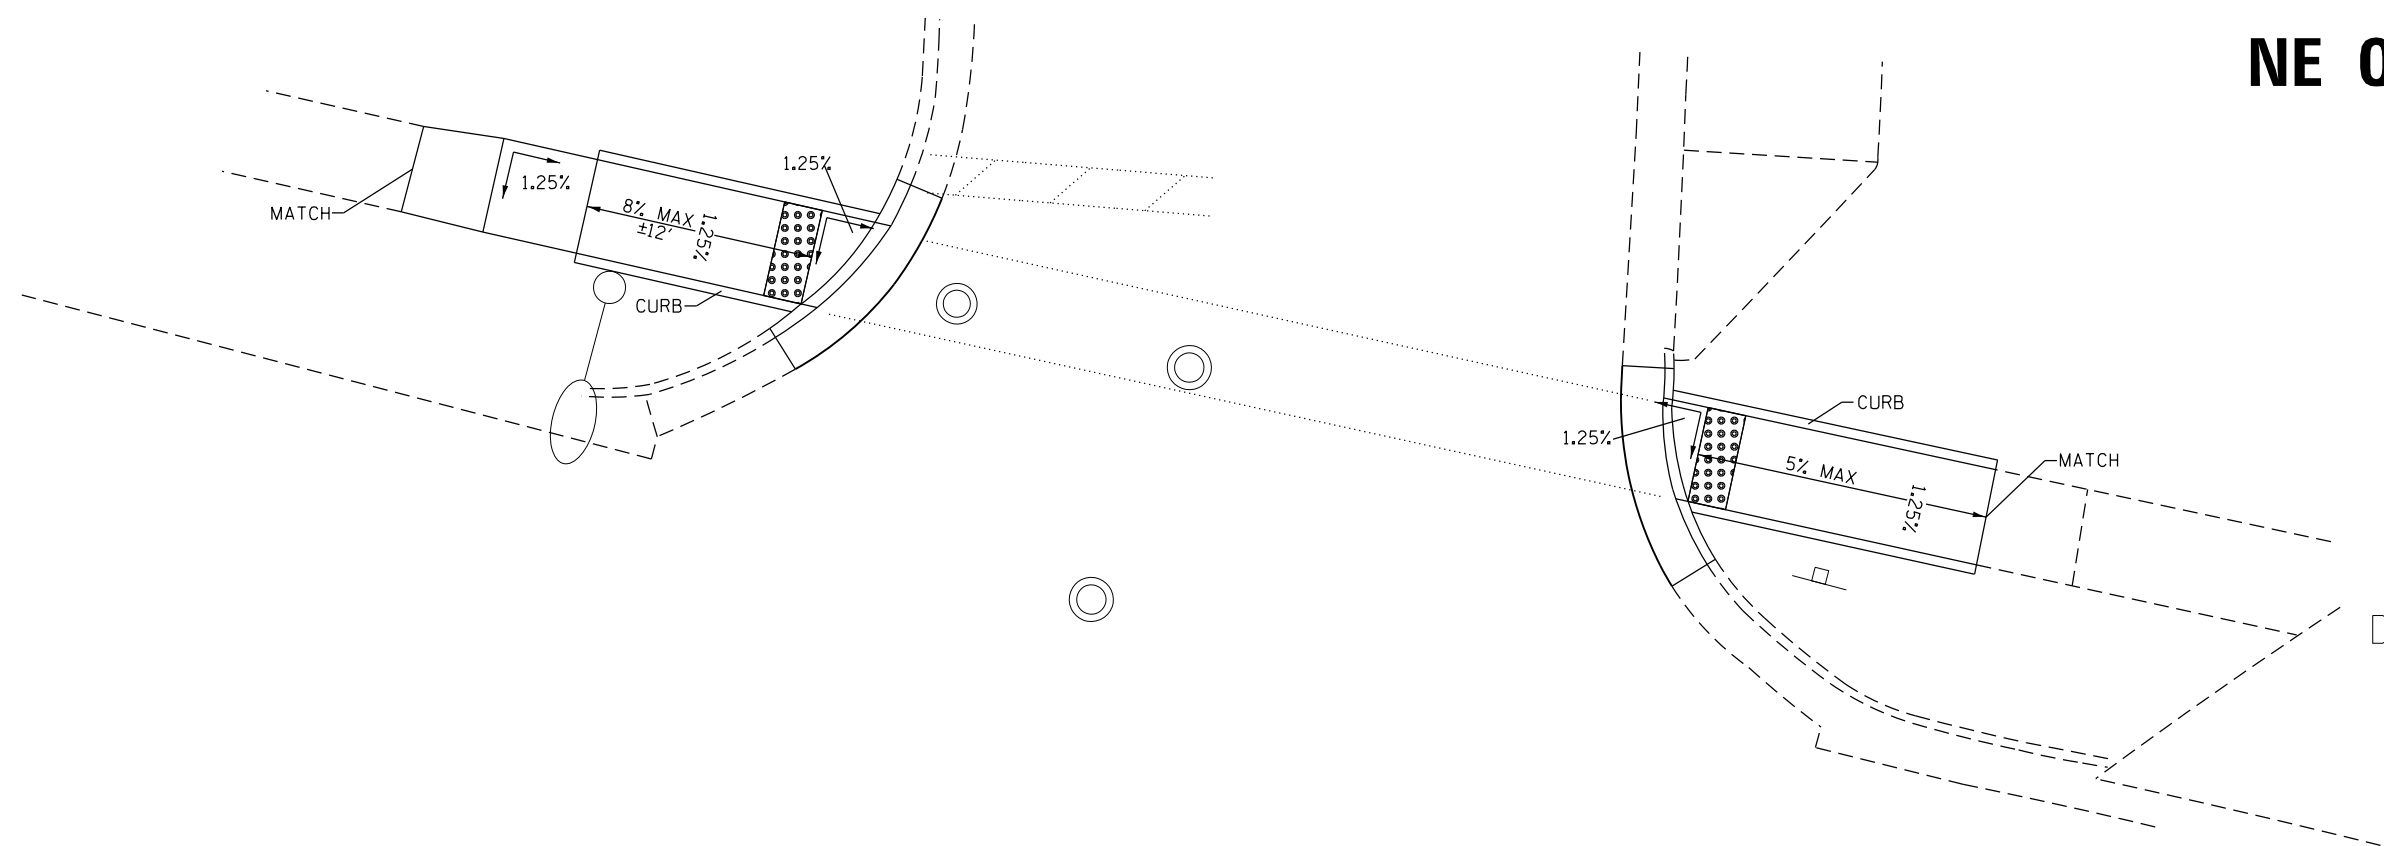 NE
1.25%
1.25%
MATCH
8% MAX
±12'
1.25%
CURB
CURB
1.25%
5% MAX
MATCH
1.25%